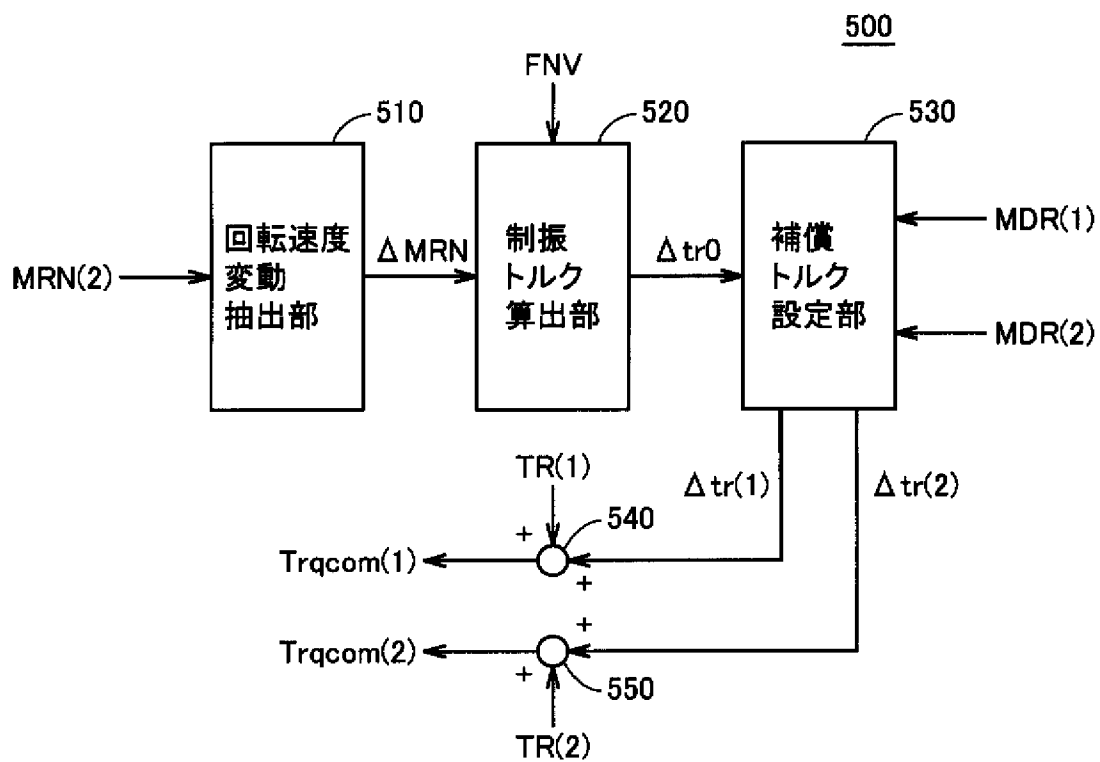 500
FNV
510
520
530
回転速度
変動
抽出部
制振
トルク
算出部
補償
トルク
設定部
MRN(2)
ΔMRN
Δtr0
MDR(1)
MDR(2)
TR(1)
Δtr(1)
Δtr(2)
540
+
Trqcom(1)
+
+
Trqcom(2)
+
550
TR(2)